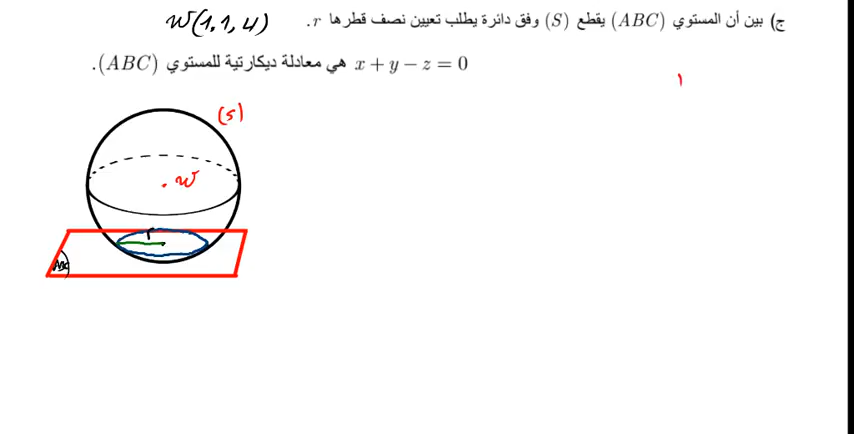 ج) بين أن المستوي (ABC) يقطع (S) وفق دائرة يطلب تعيين نصف قطرها r. w(1,1,4)
x + y − z = 0 هي معادلة ديكارتية للمستوي (ABC).
(S)
w
r
ABC)